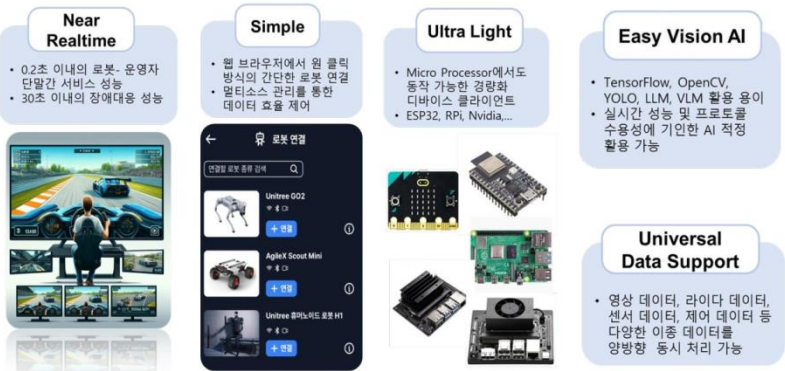 Near
Realtime
• 0.2초 이내의 로봇- 운영자
단말간 서비스 성능
• 30초 이내의 장애대응 성능
Simple
• 웹 브라우저에서 원 클릭
방식의 간단한 로봇 연결
• 멀티소스 관리를 통한
데이터 효율 제어
← 로봇 연결
연결할 로봇 종류 검색
Unitree GO2
+ 연결
AgileX Scout Mini
+ 연결
Unitree 휴머노이드 로봇 H1
+ 연결
Ultra Light
• Micro Processor에서도
동작 가능한 경량화
디바이스 클라이언트
• ESP32, RPi, Nvidia,...
Easy Vision AI
• TensorFlow, OpenCV,
YOLO, LLM, VLM 활용 용이
• 실시간 성능 및 프로토콜
수용성에 기인한 AI 적정
활용 가능
Universal
Data Support
• 영상 데이터, 라이다 데이터,
센서 데이터, 제어 데이터 등
다양한 이종 데이터를
양방향 동시 처리 가능